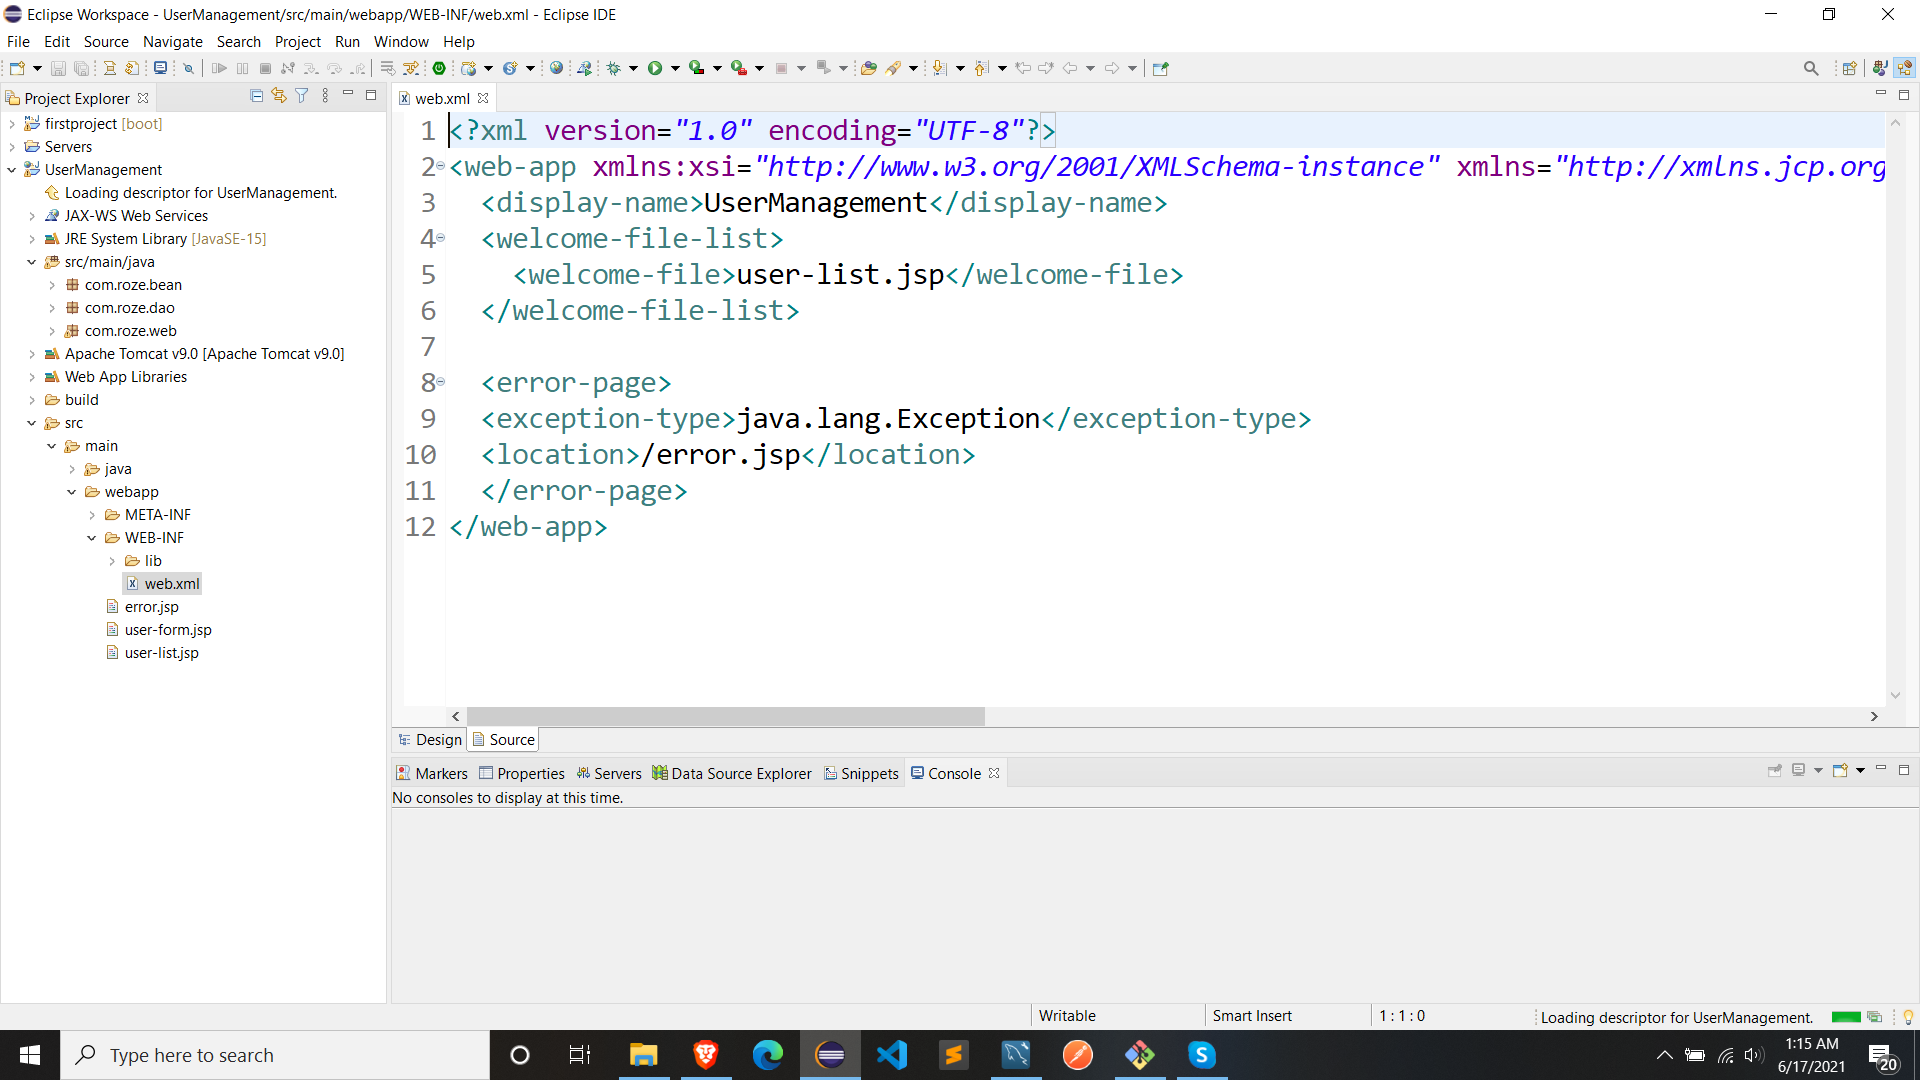 Eclipse Workspace - UserManagement/src/main/webapp/WEB-INF/web.xml - Eclipse IDE
File Edit Source Navigate Search Project Run Window Help
Project Explorer
firstproject [boot]
Servers
UserManagement
Loading descriptor for UserManagement.
JAX-WS Web Services
JRE System Library [JavaSE-15]
src/main/java
com.roze.bean
com.roze.dao
com.roze.web
Apache Tomcat v9.0 [Apache Tomcat v9.0]
Web App Libraries
build
src
main
java
webapp
META-INF
WEB-INF
lib
web.xml
error.jsp
user-form.jsp
user-list.jsp
web.xml
1 <?xml version="1.0" encoding="UTF-8"?>
2 <web-app xmlns:xsi="http://www.w3.org/2001/XMLSchema-instance" xmlns="http://xmlns.jcp.org
3 <display-name>UserManagement</display-name>
4 <welcome-file-list>
5 <welcome-file>user-list.jsp</welcome-file>
6 </welcome-file-list>
7
8 <error-page>
9 <exception-type>java.lang.Exception</exception-type>
10 <location>/error.jsp</location>
11 </error-page>
12 </web-app>
Design Source
Markers Properties Servers Data Source Explorer Snippets Console
No consoles to display at this time.
Writable Smart Insert 1 : 1 : 0 Loading descriptor for UserManagement.
Type here to search
1:15 AM
6/17/2021
20